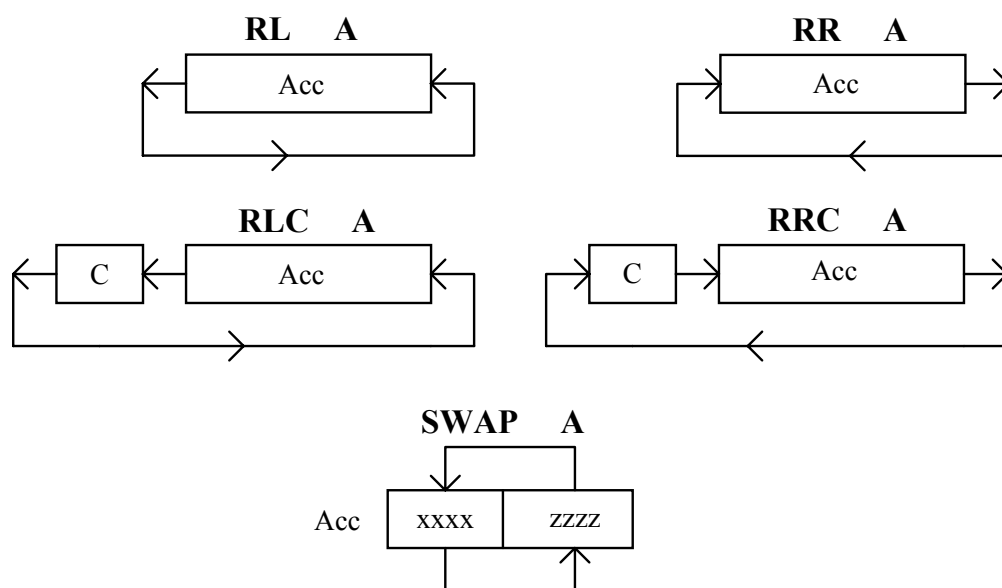 RL A
Acc
RR A
Acc
RLC A
C Acc
RRC A
C Acc
SWAP A
Acc xxxx zzzz